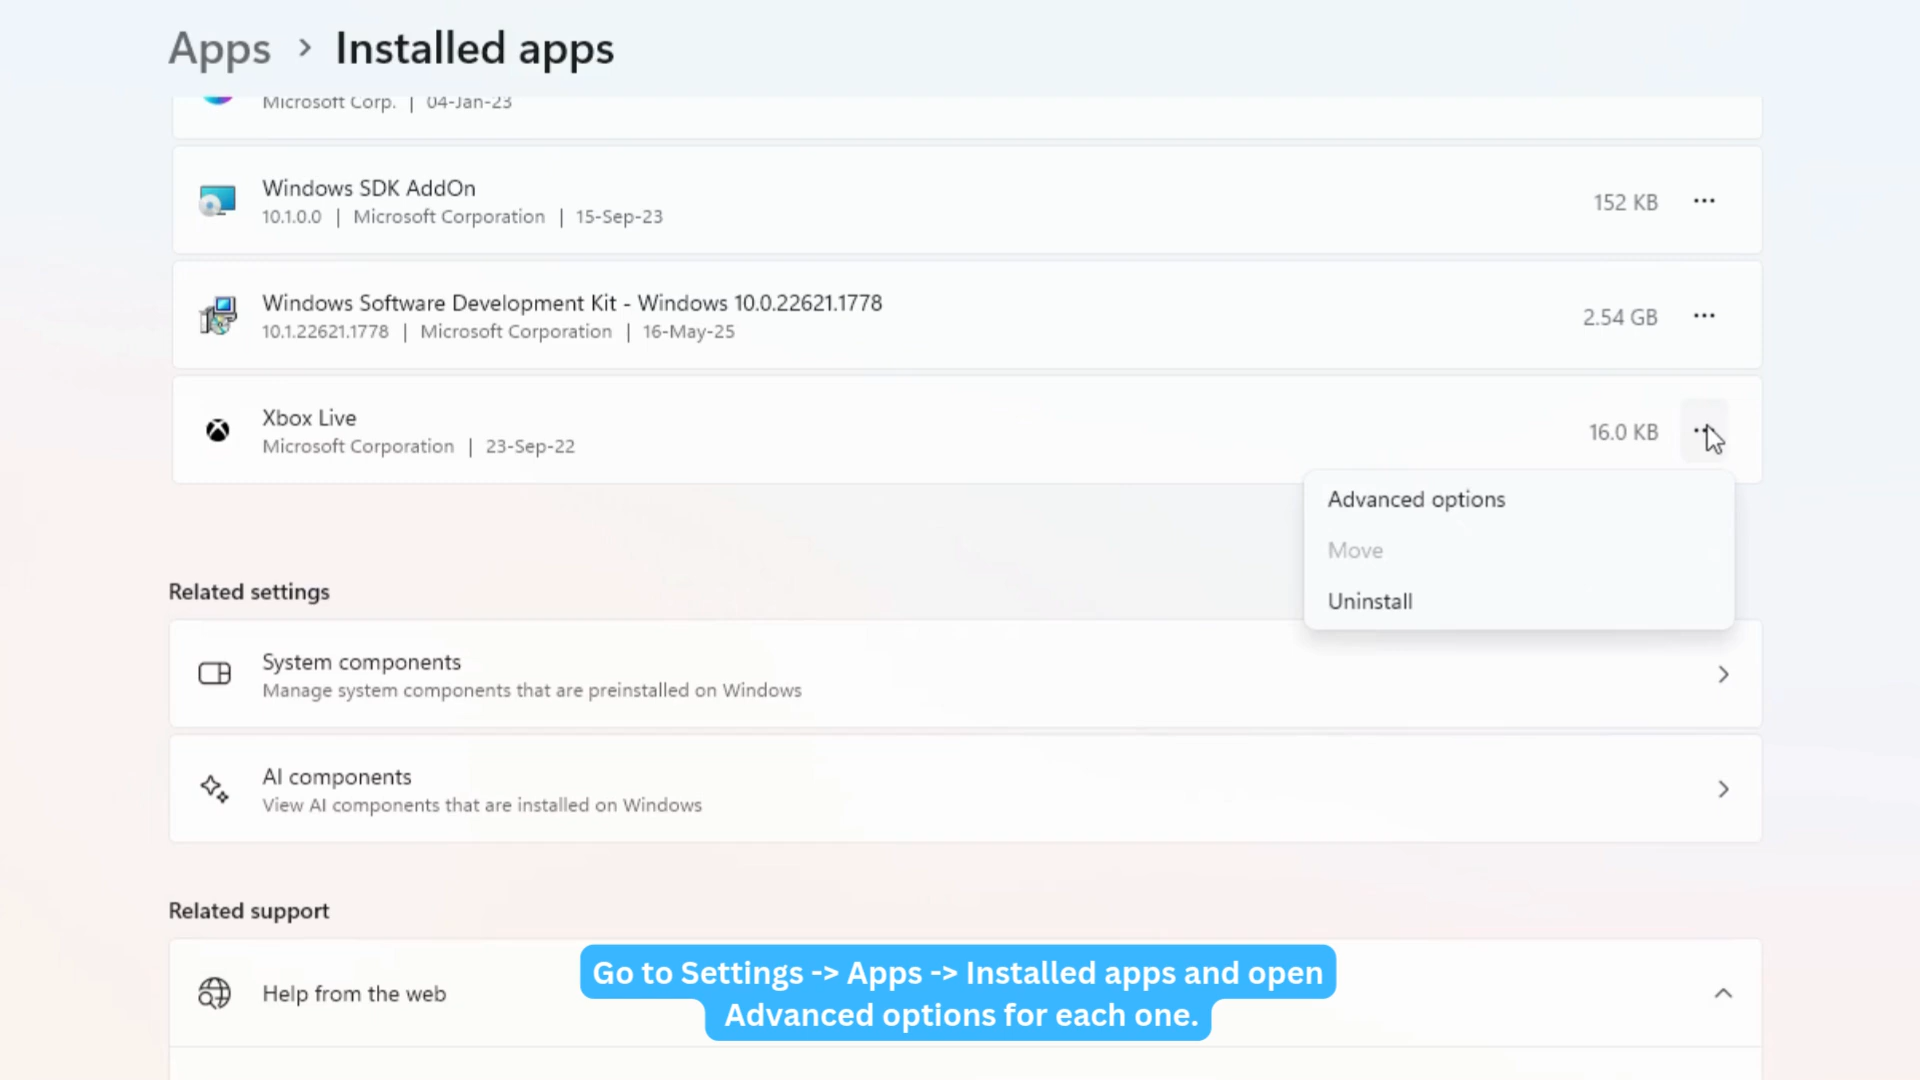 Apps > Installed apps
Microsoft Corp. | 04-Jan-23
Windows SDK AddOn
10.1.0.0 | Microsoft Corporation | 15-Sep-23
152 KB
Windows Software Development Kit - Windows 10.0.22621.1778
10.1.22621.1778 | Microsoft Corporation | 16-May-25
2.54 GB
Xbox Live
Microsoft Corporation | 23-Sep-22
16.0 KB
Advanced options
Move
Uninstall
Related settings
System components
Manage system components that are preinstalled on Windows
AI components
View AI components that are installed on Windows
Related support
Help from the web
Go to Settings -> Apps -> Installed apps and open
Advanced options for each one.